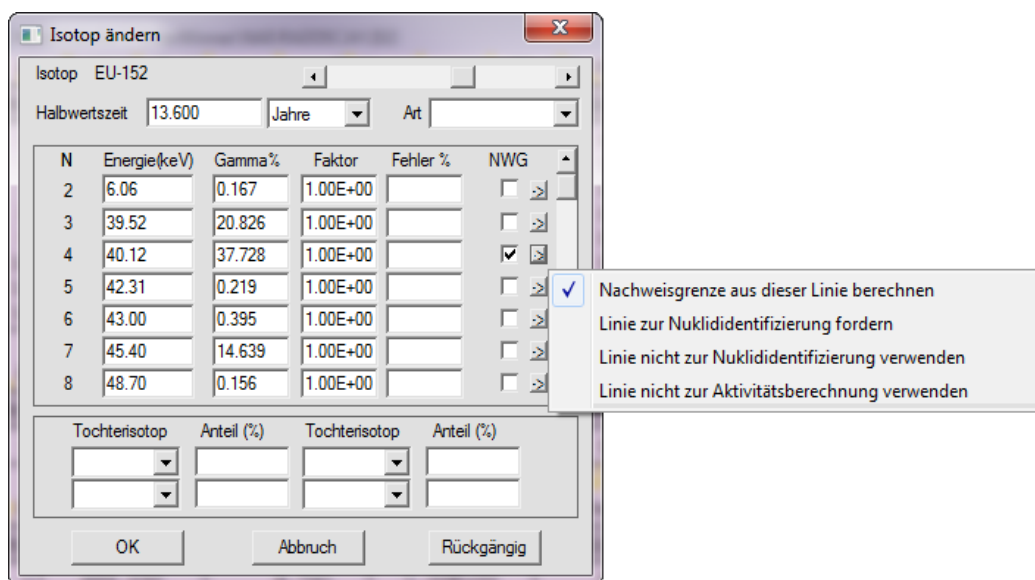 Isotop ändern
Isotop EU-152
Halbwertszeit 13.600 Jahre Art
N Energie(keV) Gamma% Faktor Fehler % NWG
2 6.06 0.167 1.00E+00 ->
3 39.52 20.826 1.00E+00 ->
4 40.12 37.728 1.00E+00 ->
5 42.31 0.219 1.00E+00 ->
6 43.00 0.395 1.00E+00 ->
7 45.40 14.639 1.00E+00 ->
8 48.70 0.156 1.00E+00 ->
Nachweisgrenze aus dieser Linie berechnen
Linie zur Nuklididentifizierung fordern
Linie nicht zur Nuklididentifizierung verwenden
Linie nicht zur Aktivitätsberechnung verwenden
Tochterisotop Anteil (%) Tochterisotop Anteil (%)
OK Abbruch Rückgängig